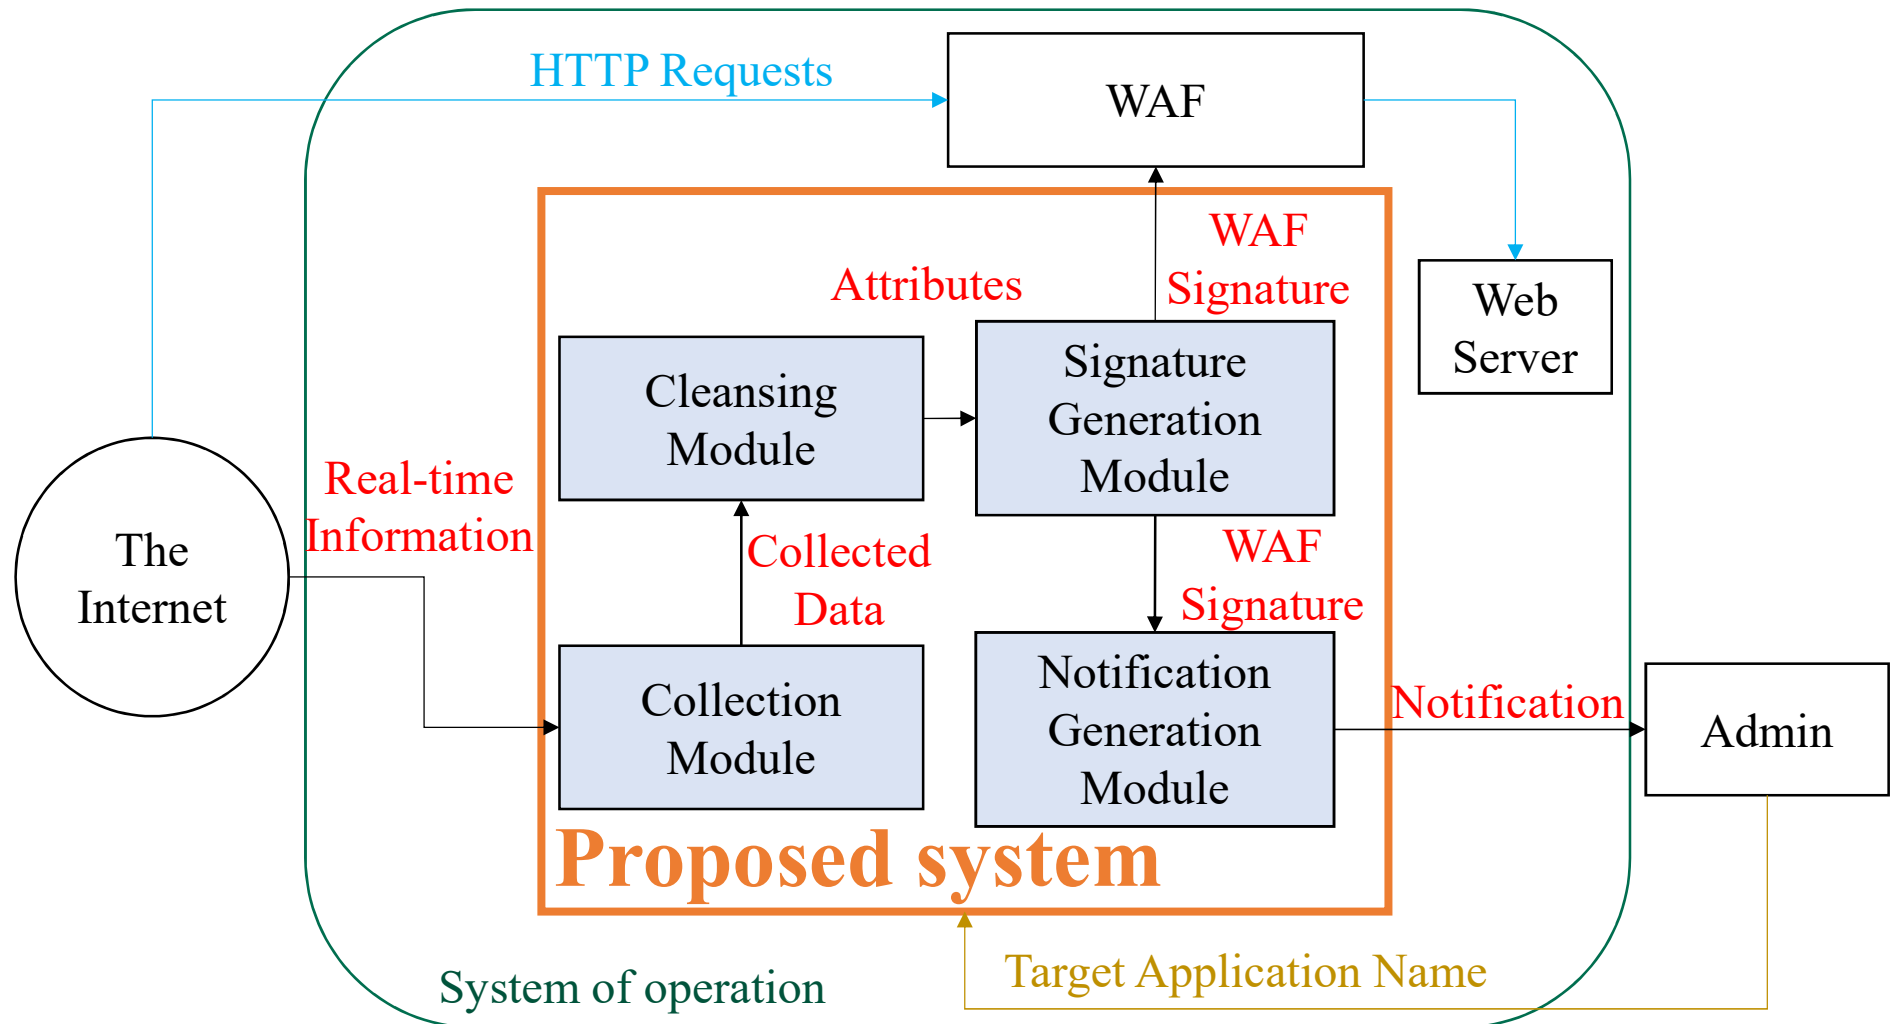 HTTP Requests
WAF
WAF
Signature
Attributes
Web
Server
Signature
Generation
Module
Cleansing
Module
Real-time
Information
The
Internet
Collected
Data
WAF
Signature
Collection
Module
Notification
Generation
Module
Notification
Admin
Proposed system
Target Application Name
System of operation